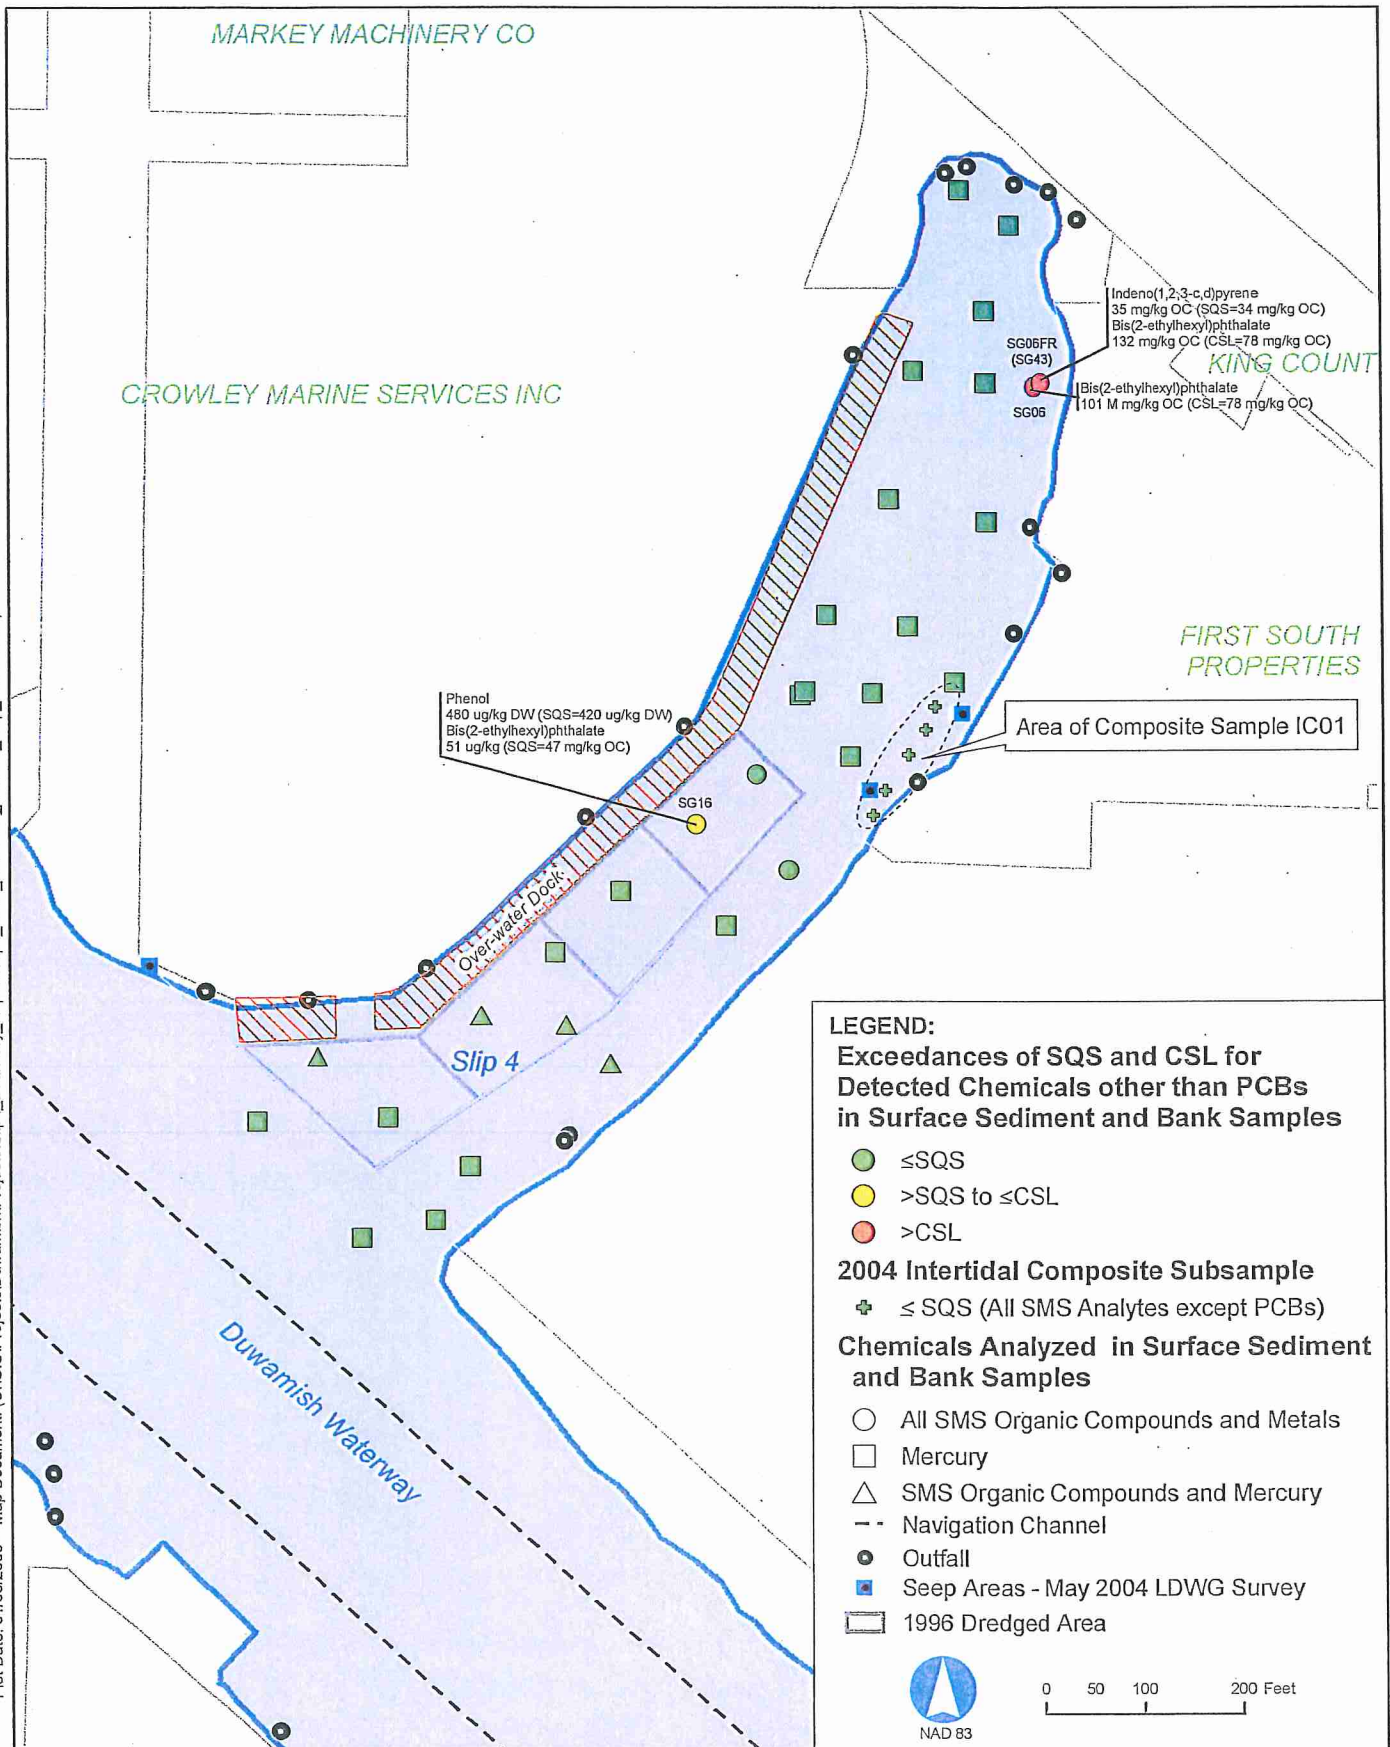 MARKEY MACHINERY CO
Indeno(1,2,3-c,d)pyrene
35 mg/kg OC (SQS=34 mg/kg OC)
Bis(2-ethylhexyl)phthalate
132 mg/kg OC (CSL=78 mg/kg OC)
SG06FR
(SG43)
KING COUNT
CROWLEY MARINE SERVICES INC
Bis(2-ethylhexyl)phthalate
101 M mg/kg OC (CSL=78 mg/kg OC)
SG06
FIRST SOUTH
PROPERTIES
Phenol
480 ug/kg DW (SQS=420 ug/kg DW)
Bis(2-ethylhexyl)phthalate
51 ug/kg (SQS=47 mg/kg OC)
Area of Composite Sample IC01
SG16
Over-water Dock
Slip 4
Duwamish Waterway
LEGEND:
Exceedances of SQS and CSL for
Detected Chemicals other than PCBs
in Surface Sediment and Bank Samples
≤SQS
>SQS to ≤CSL
>CSL
2004 Intertidal Composite Subsample
≤ SQS (All SMS Analytes except PCBs)
Chemicals Analyzed in Surface Sediment
and Bank Samples
All SMS Organic Compounds and Metals
Mercury
SMS Organic Compounds and Mercury
Navigation Channel
Outfall
Seep Areas - May 2004 LDWG Survey
1996 Dredged Area
NAD 83
0 50 100 200 Feet